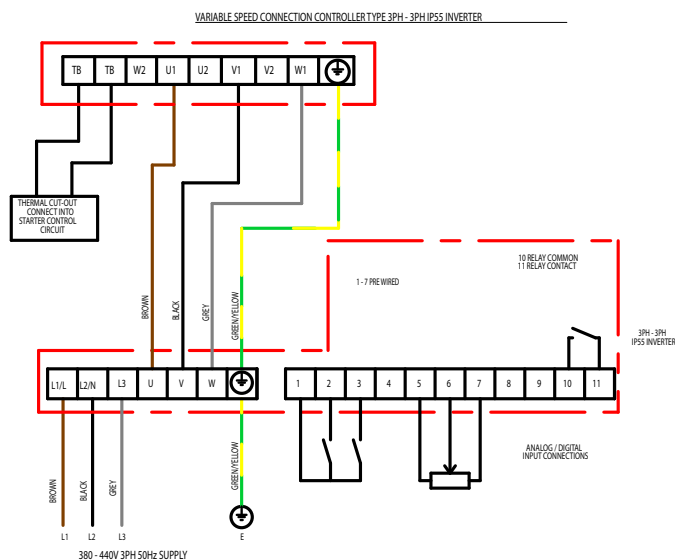 VARIABLE SPEED CONNECTION CONTROLLER TYPE 3PH - 3PH IP55 INVERTER
TB TB W2 U1 U2 V1 V2 W1
THERMAL CUT-OUT
CONNECT INTO
STARTER CONTROL
CIRCUIT
10 RELAY COMMON
11 RELAY CONTACT
1 - 7 PRE WIRED
BROWN
BLACK
GREY
GREEN/YELLOW
3PH - 3PH
IP55 INVERTER
L1/L L2/N L3 U V W
1 2 3 4 5 6 7 8 9 10 11
ANALOG / DIGITAL
INPUT CONNECTIONS
BROWN
BLACK
GREY
GREEN/YELLOW
L1 L2 L3 E
380 - 440V 3PH 50Hz SUPPLY